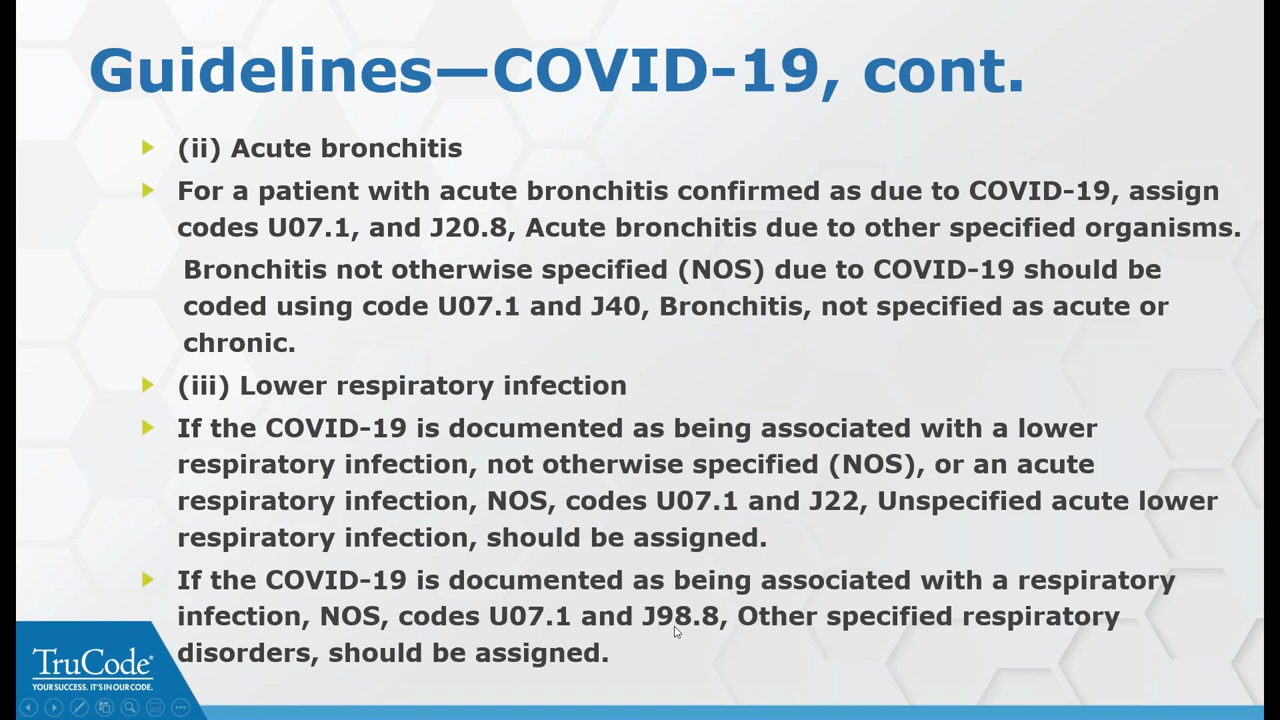 Guidelines—COVID-19, cont.
(ii) Acute bronchitis
For a patient with acute bronchitis confirmed as due to COVID-19, assign
codes U07.1, and J20.8, Acute bronchitis due to other specified organisms.
Bronchitis not otherwise specified (NOS) due to COVID-19 should be
coded using code U07.1 and J40, Bronchitis, not specified as acute or
chronic.
(iii) Lower respiratory infection
If the COVID-19 is documented as being associated with a lower
respiratory infection, not otherwise specified (NOS), or an acute
respiratory infection, NOS, codes U07.1 and J22, Unspecified acute lower
respiratory infection, should be assigned.
If the COVID-19 is documented as being associated with a respiratory
infection, NOS, codes U07.1 and J98.8, Other specified respiratory
disorders, should be assigned.
TruCode®
YOUR SUCCESS. IT'S IN OUR CODE.